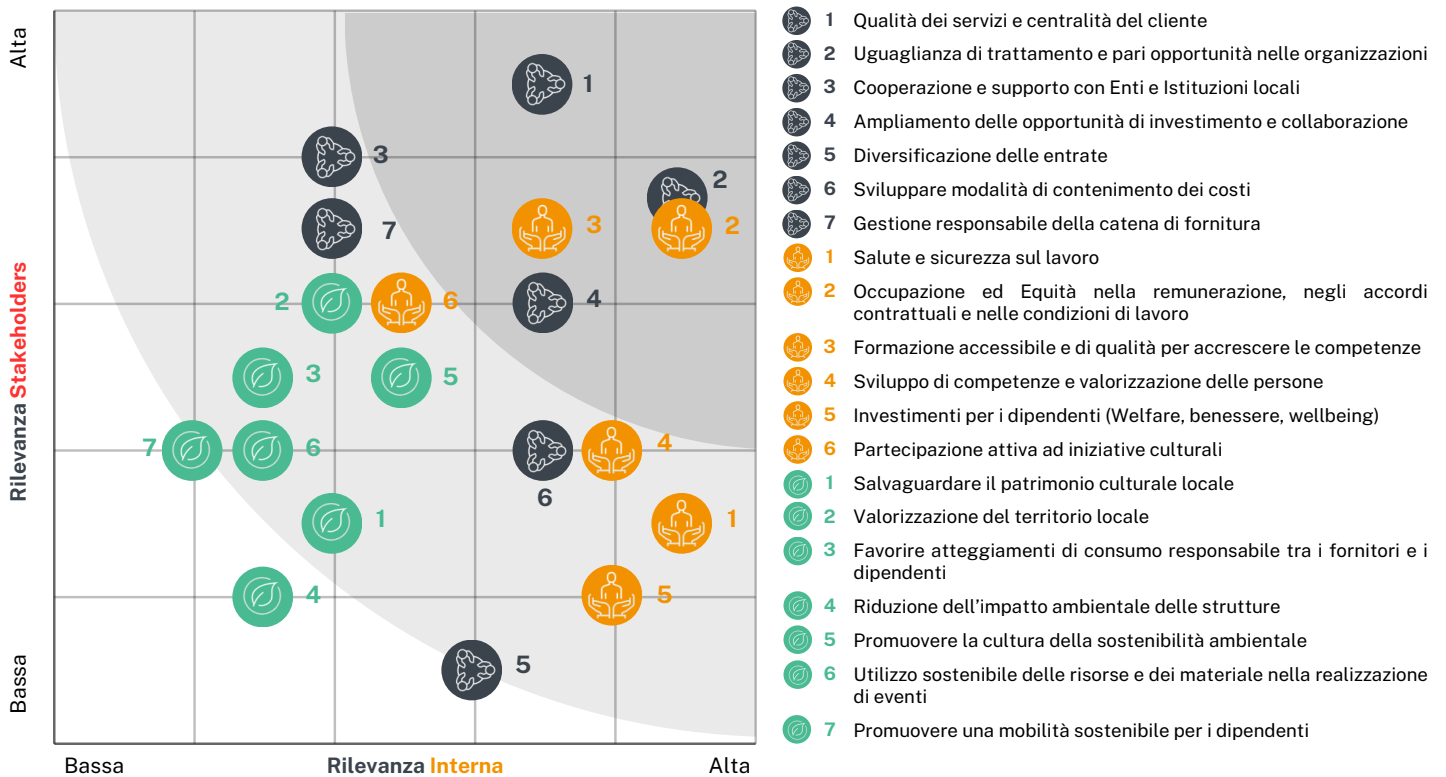 Alta
Rilevanza Stakeholders
Bassa
1
3
2
7
3
2
2
6
4
3
5
7
6
4
6
1
1
4
5
5
Bassa
Rilevanza Interna
Alta
1 Qualità dei servizi e centralità del cliente
2 Uguaglianza di trattamento e pari opportunità nelle organizzazioni
3 Cooperazione e supporto con Enti e Istituzioni locali
4 Ampliamento delle opportunità di investimento e collaborazione
5 Diversificazione delle entrate
6 Sviluppare modalità di contenimento dei costi
7 Gestione responsabile della catena di fornitura
1 Salute e sicurezza sul lavoro
2 Occupazione ed Equità nella remunerazione, negli accordi
contrattuali e nelle condizioni di lavoro
3 Formazione accessibile e di qualità per accrescere le competenze
4 Sviluppo di competenze e valorizzazione delle persone
5 Investimenti per i dipendenti (Welfare, benessere, wellbeing)
6 Partecipazione attiva ad iniziative culturali
1 Salvaguardare il patrimonio culturale locale
2 Valorizzazione del territorio locale
3 Favorire atteggiamenti di consumo responsabile tra i fornitori e i
dipendenti
4 Riduzione dell'impatto ambientale delle strutture
5 Promuovere la cultura della sostenibilità ambientale
6 Utilizzo sostenibile delle risorse e dei materiale nella realizzazione
di eventi
7 Promuovere una mobilità sostenibile per i dipendenti